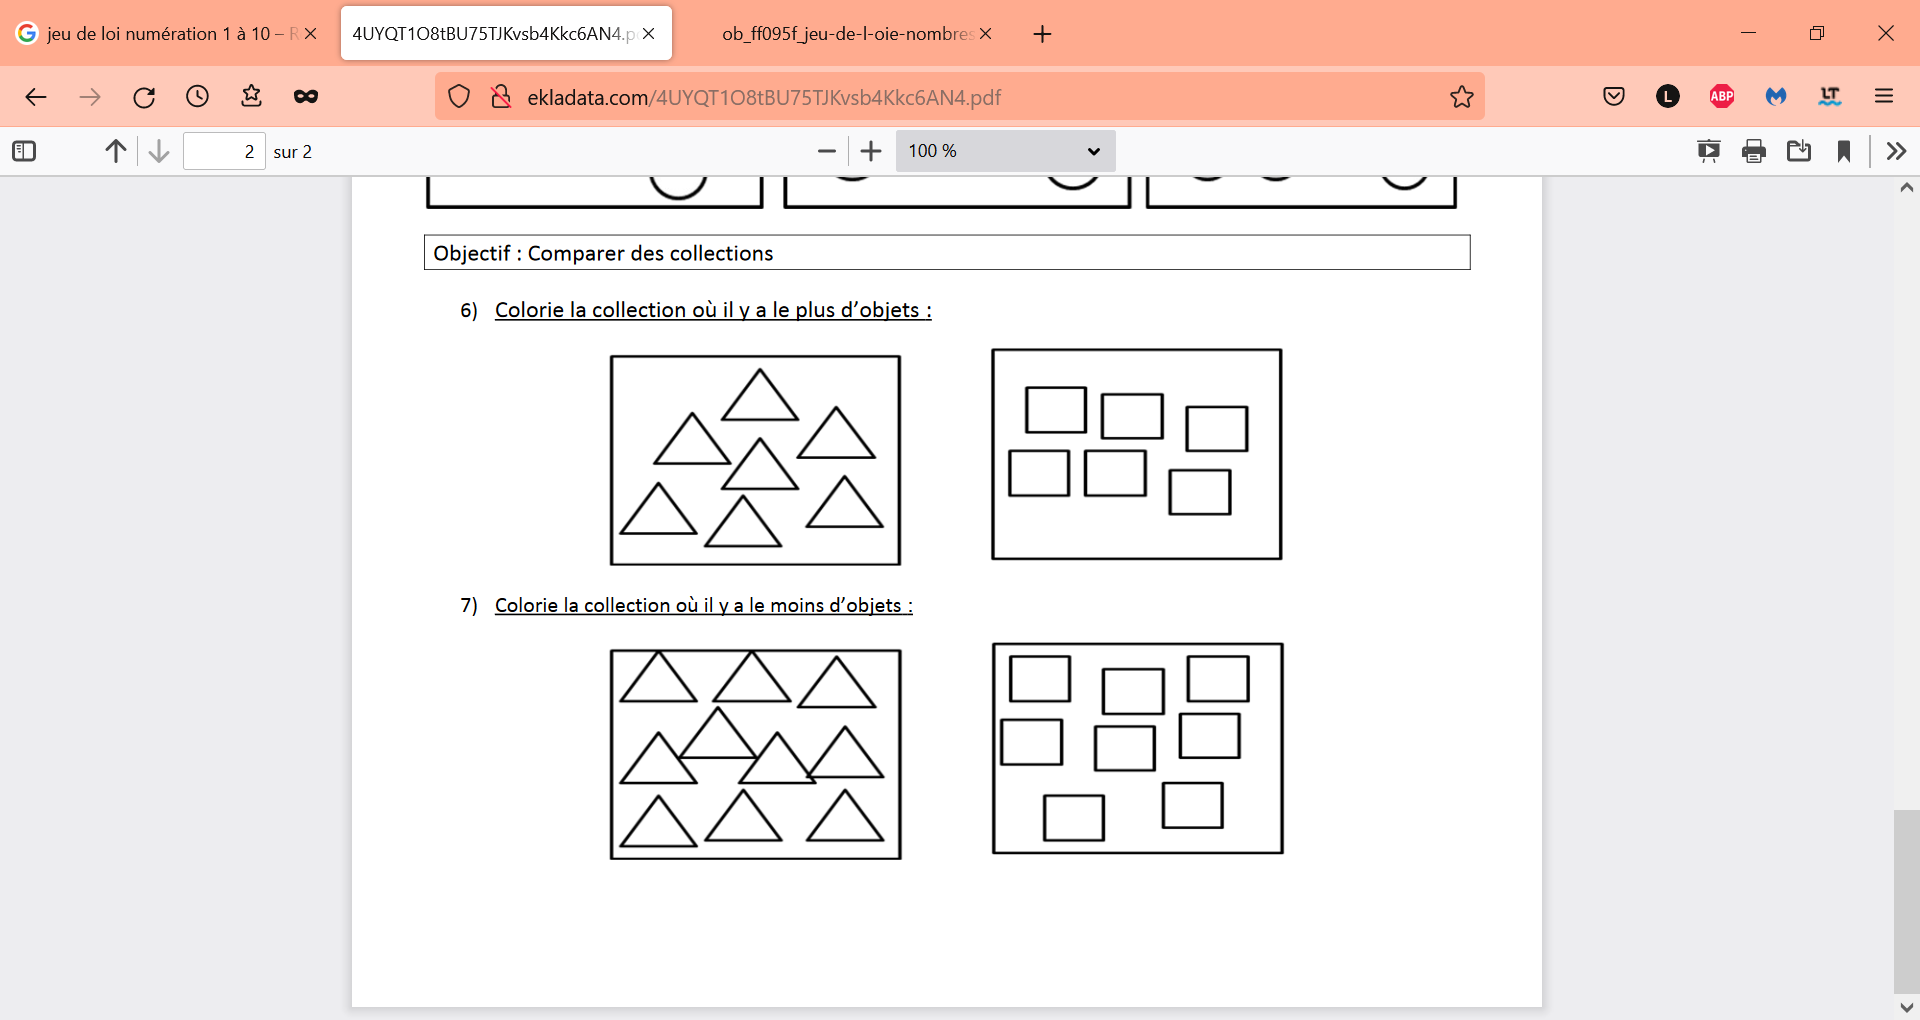 jeu de loi numération 1 à 10 – R
4UYQT1O8tBU75TJKvsb4Kkc6AN4.p
ob_ff095f_jeu-de-l-oie-nombres
ekladata.com/4UYQT1O8tBU75TJKvsb4Kkc6AN4.pdf
L
ABP
LT
2 sur 2
100 %
Objectif : Comparer des collections
6) Colorie la collection où il y a le plus d’objets :
7) Colorie la collection où il y a le moins d’objets :